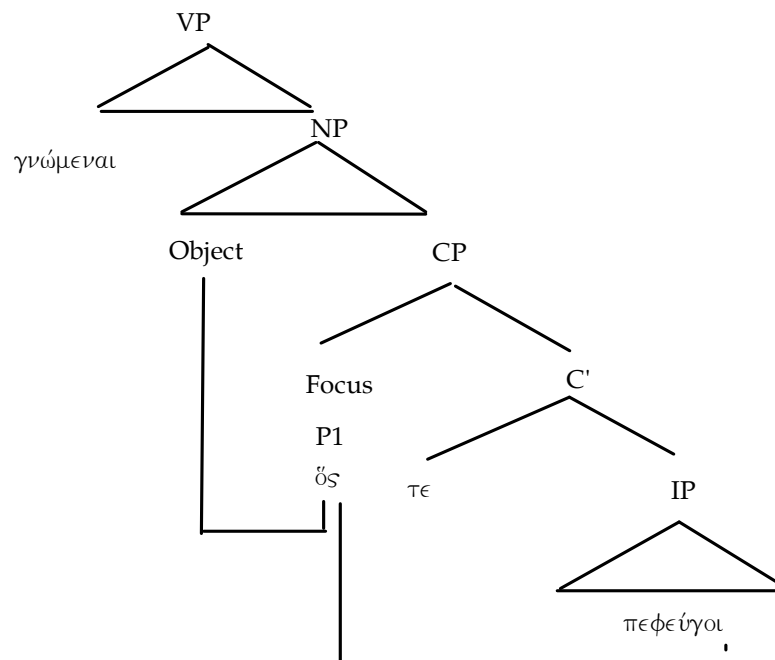 VP
NP
γνώμεναι
Object CP
Focus C'
P1
ὅς τε IP
πεφεύγοι